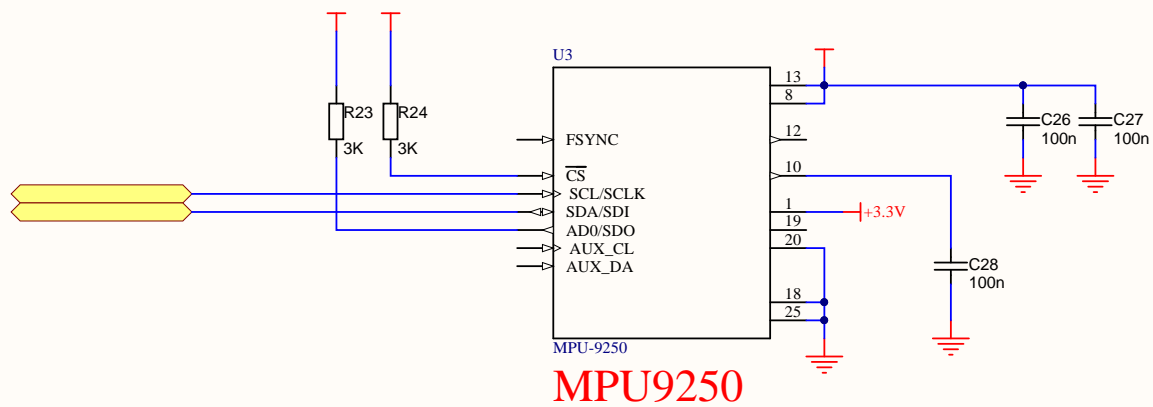 U3
13
8
R23
R24
3K
3K
FSYNC
12
C26
100n
C27
100n
CS
10
SCL/SCLK
SDA/SDI
1
+3.3V
AD0/SDO
19
AUX_CL
20
AUX_DA
C28
100n
18
25
MPU-9250
MPU9250